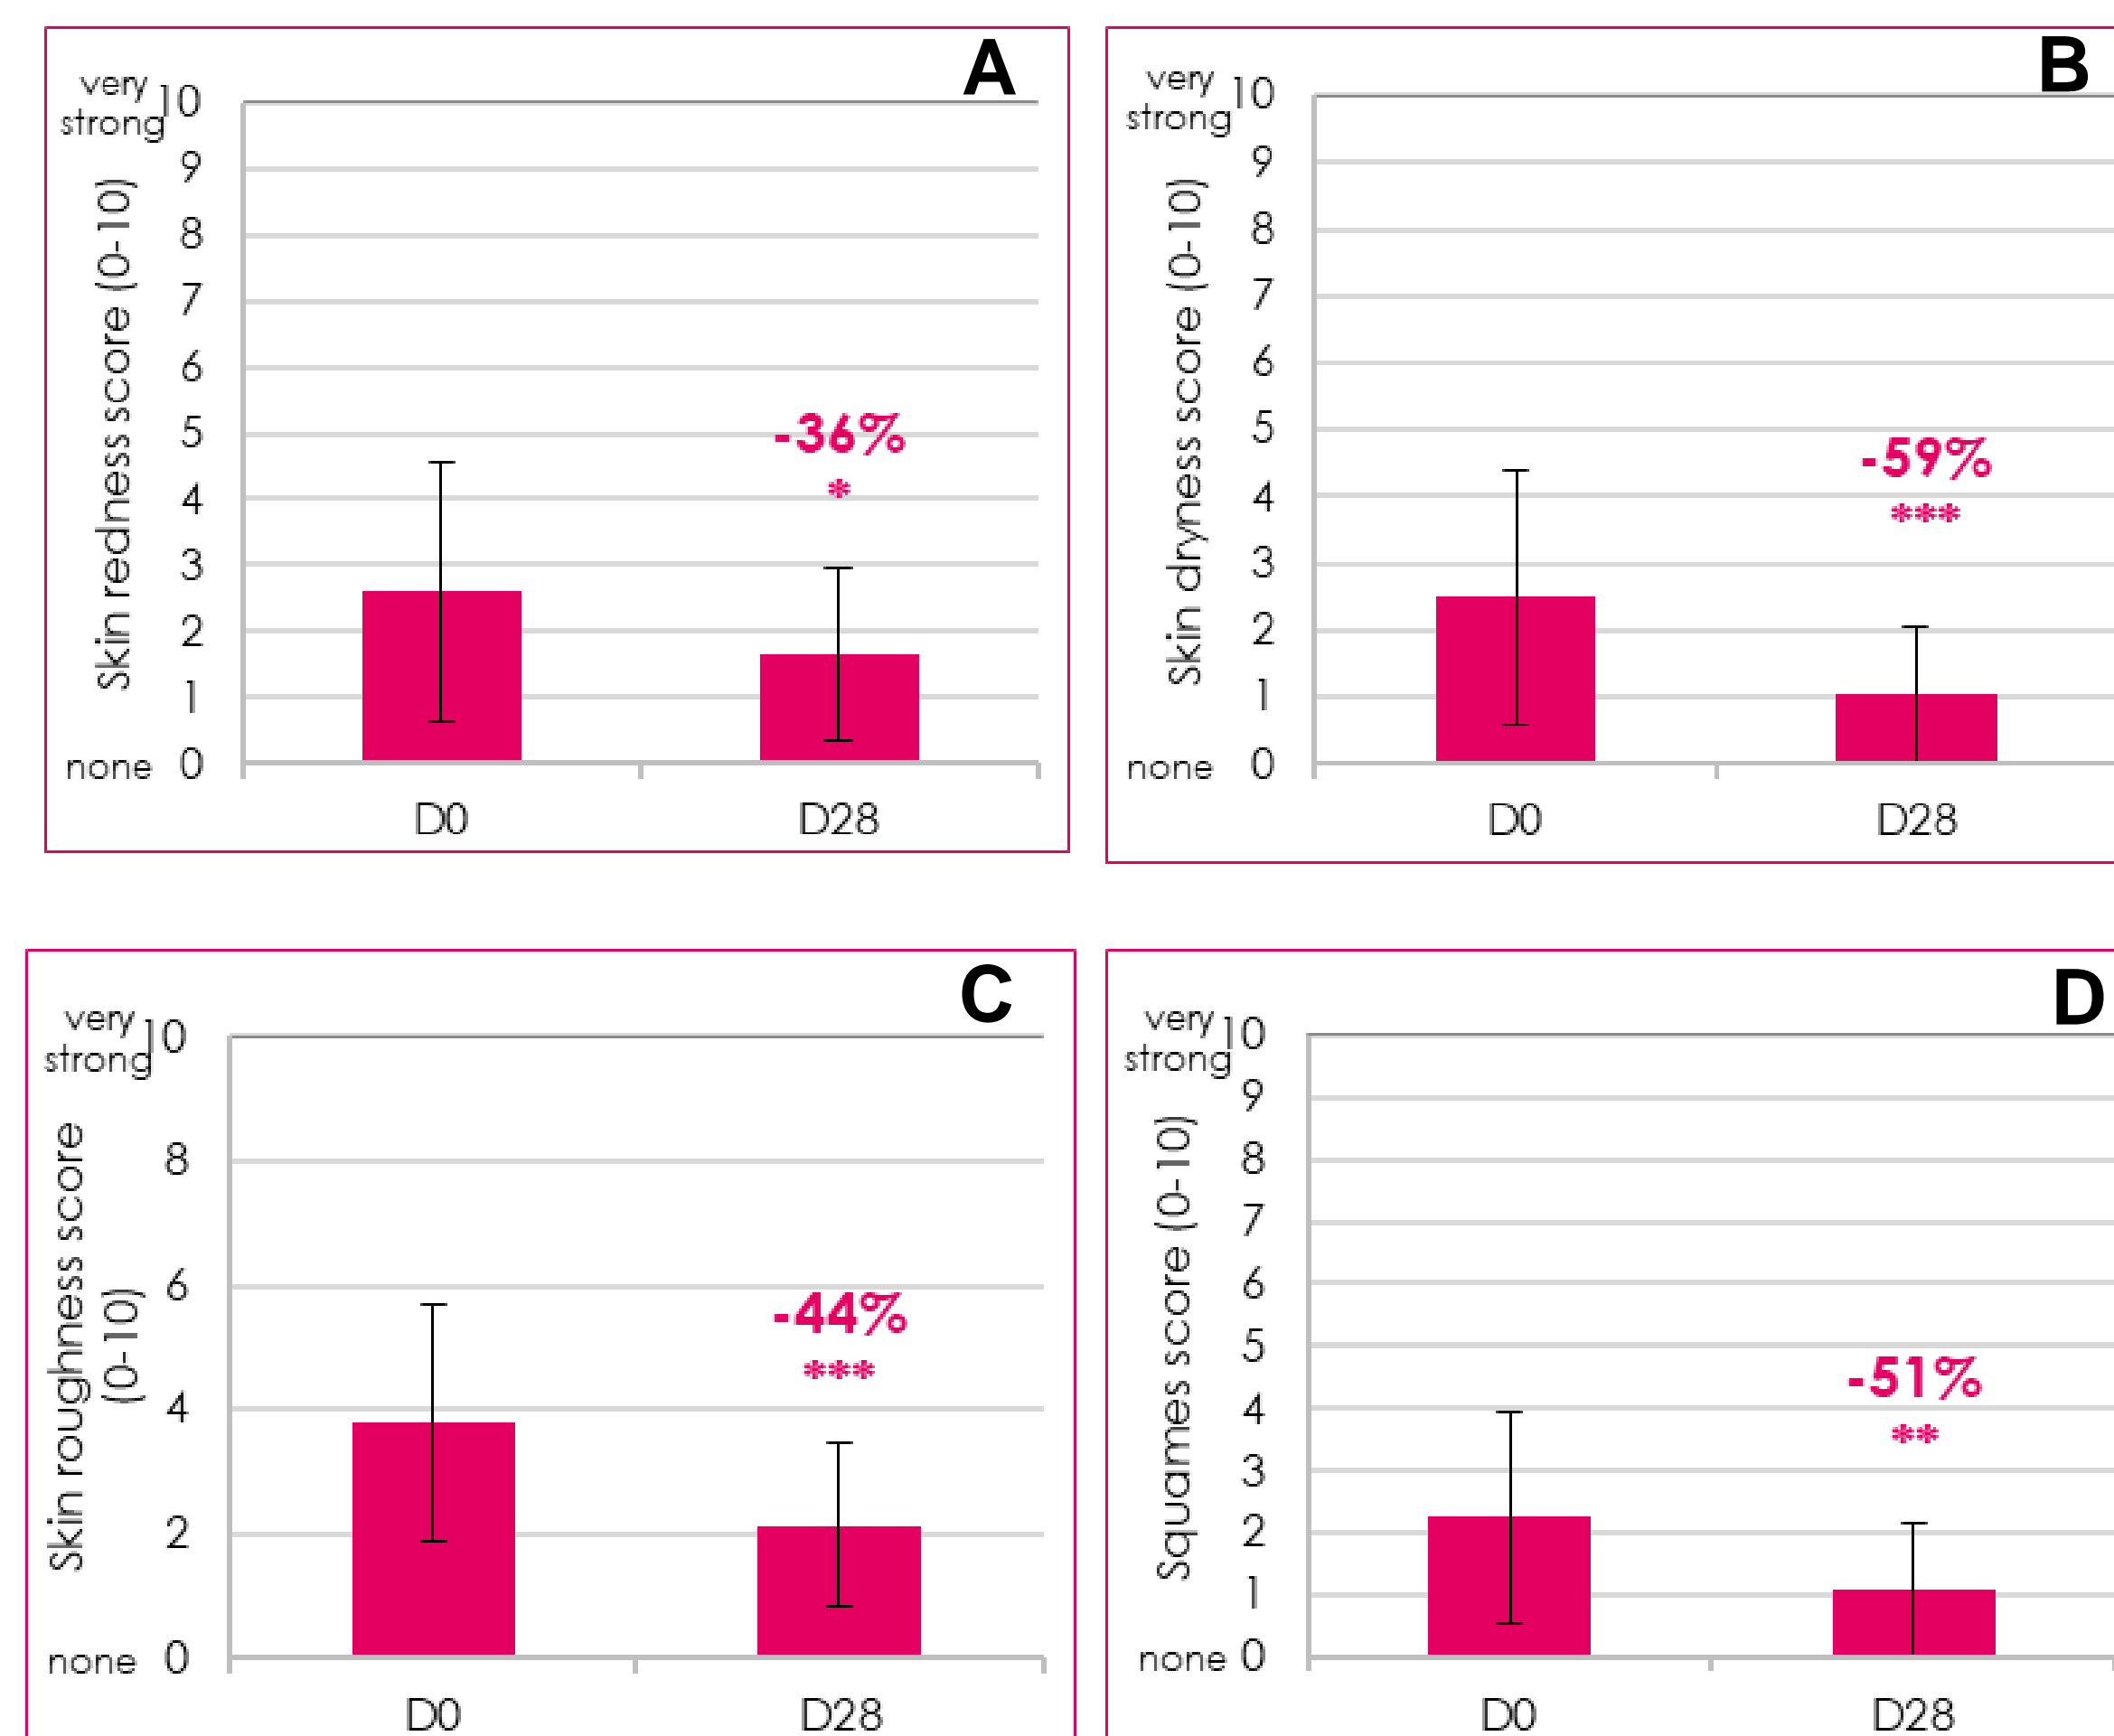 A
very
strong
10
9
8
7
6
5
4
3
2
1
none 0
Skin redness score (0-10)
-36%
*
D0 D28
B
very
strong
10
9
8
7
6
5
4
3
2
1
none 0
Skin dryness score (0-10)
-59%
***
D0 D28
C
very
strong
10
8
6
4
2
none 0
Skin roughness score
(0-10)
-44%
***
D0 D28
D
very
strong
10
9
8
7
6
5
4
3
2
1
none 0
Squames score (0-10)
-51%
**
D0 D28